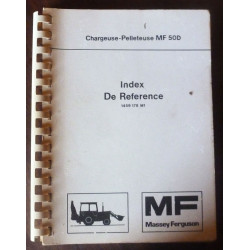 Chargeuse-Pelleteuse MF 50D
Index
De Reference
MF
Massey Ferguson